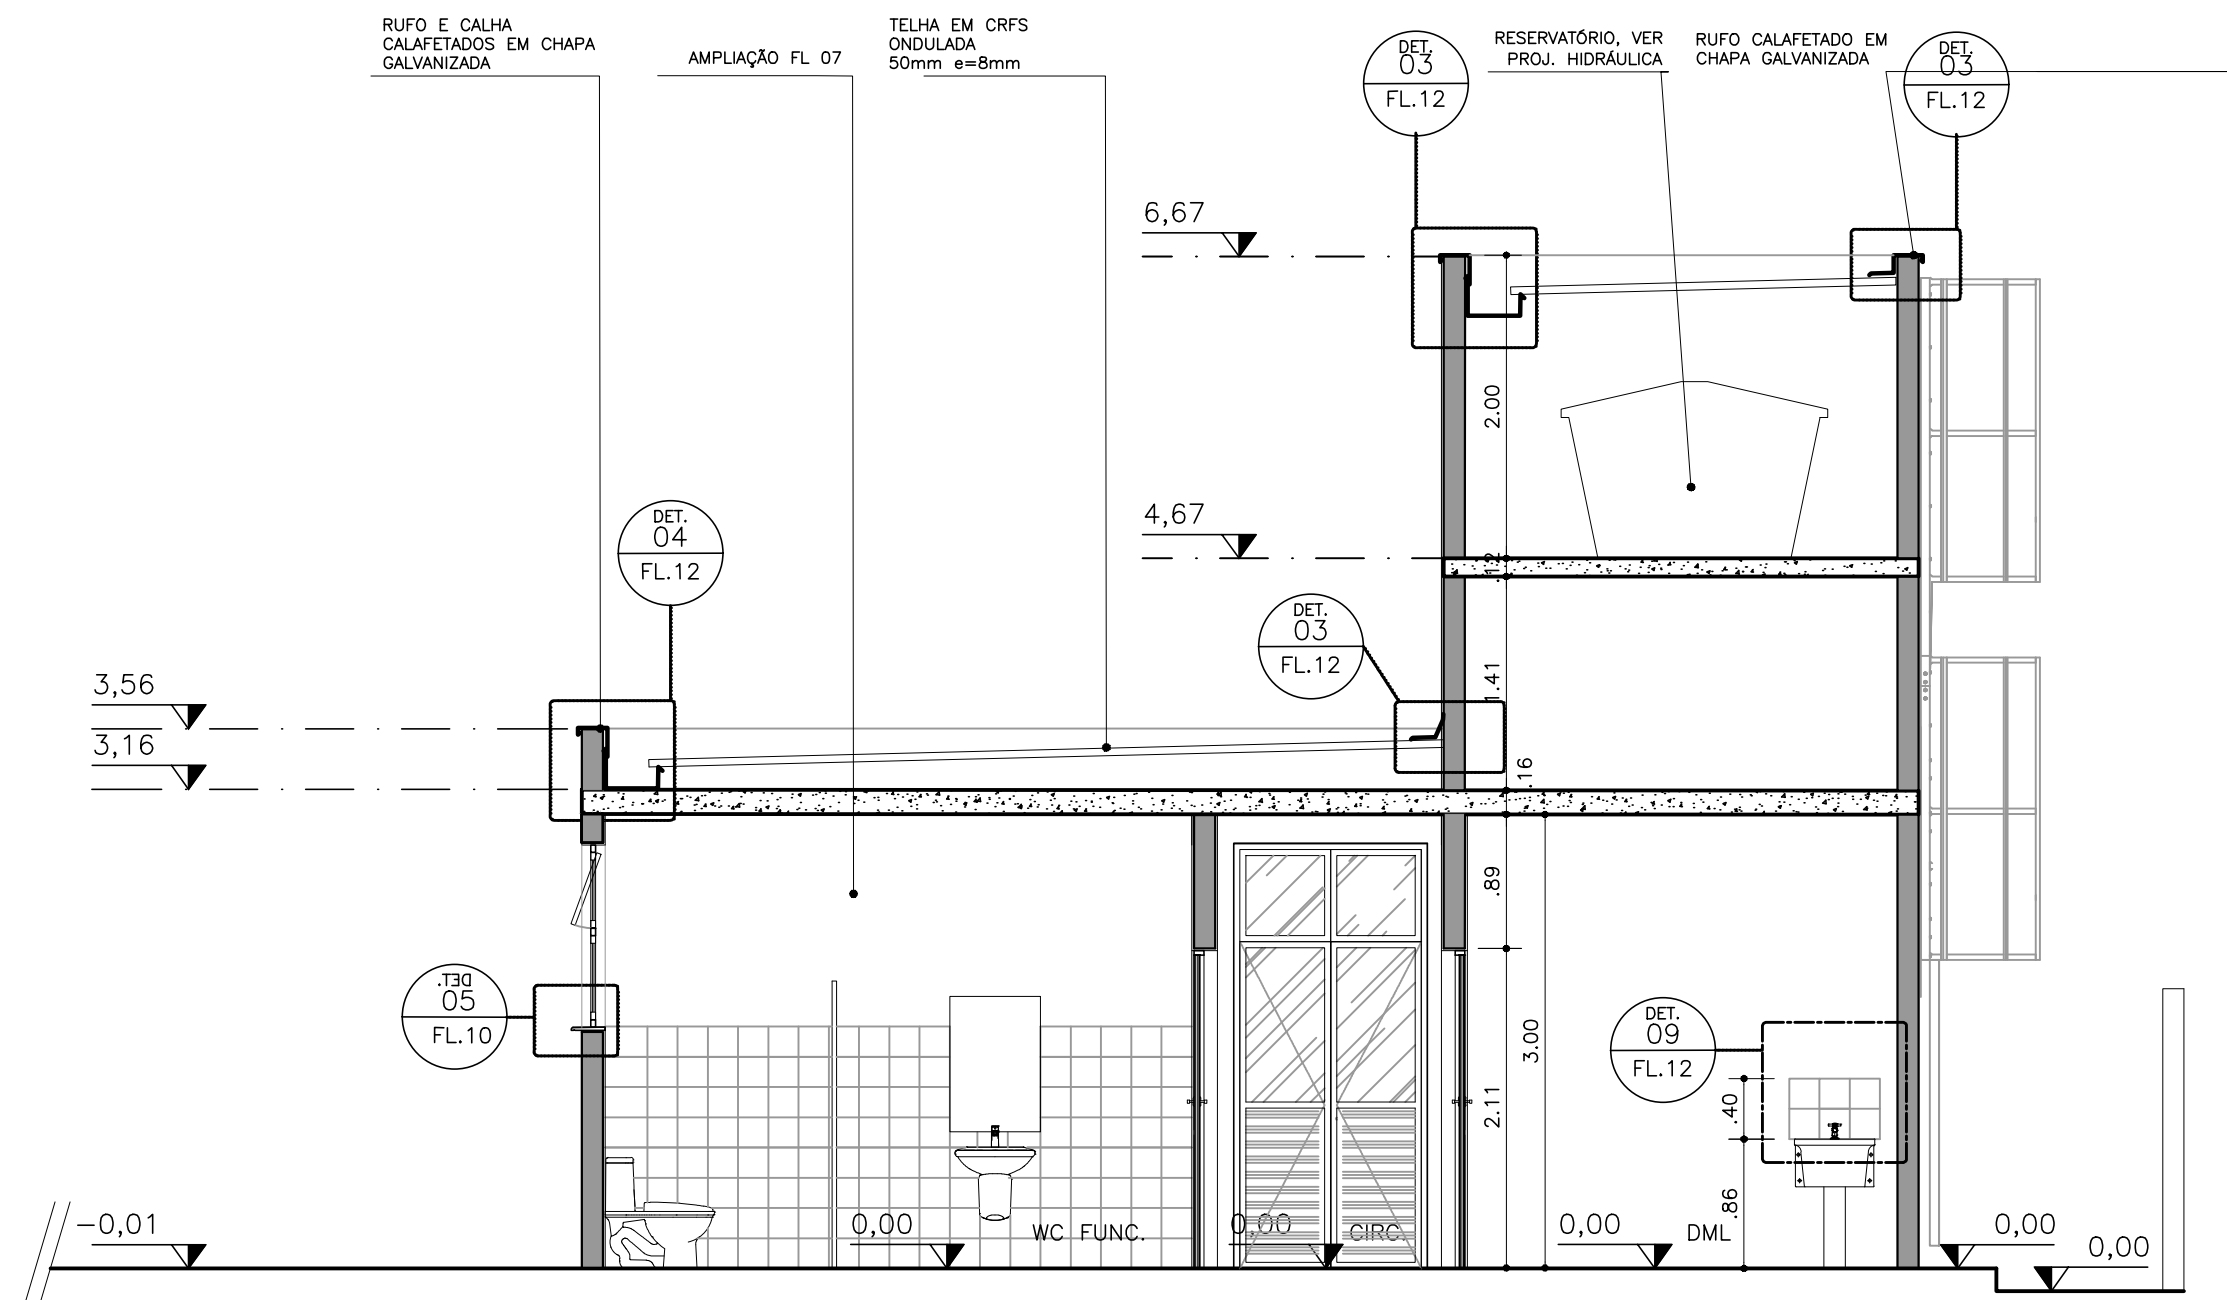 RUFO E CALHA
CALAFETADOS EM CHAPA
GALVANIZADA
AMPLIAÇÃO FL 07
TELHA EM CRFS
ONDULADA
50mm e=8mm
DET.
03
FL.12
RESERVATÓRIO, VER
PROJ. HIDRÁULICA
RUFO CALAFETADO EM
CHAPA GALVANIZADA
DET.
03
FL.12
6,67
2.00
4,67
.12
DET.
04
FL.12
DET.
03
FL.12
1.41
3,56
3,16
.16
.89
DET.
05
FL.10
3.00
2.11
DET.
09
FL.12
.40
.86
-0,01
0,00
WC FUNC.
0,00
CIRC.
0,00
DML
0,00
0,00